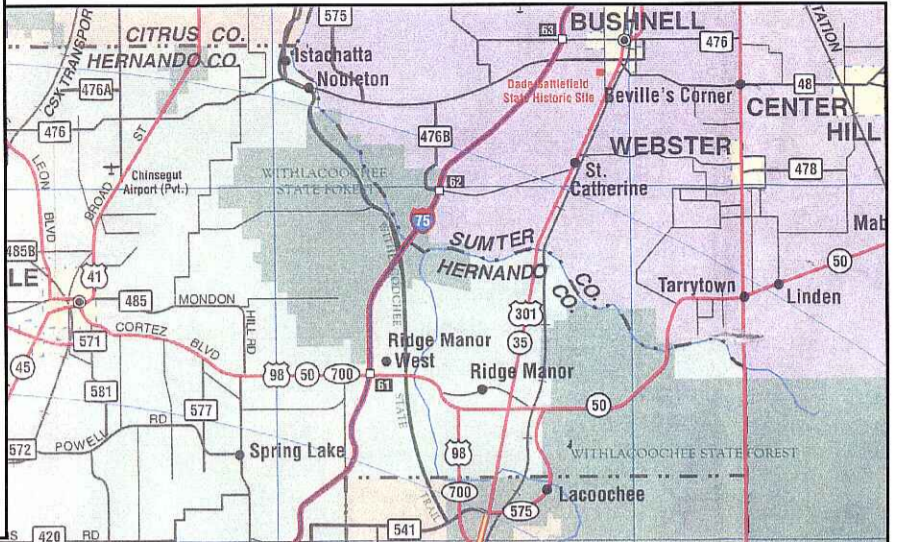 575
BUSHNELL
63
CITRUS CO.
HERNANDO CO.
CSX TRANSPOR
TATION
Istachatta
Nobleton
476
476A
Dade Battlefield
State Historic Site
Beville's Corner
48
CENTER
HILL
476
ST
BROAD
LEON
BLVD
Chinsegut
Airport (Pvt.)
476B
WEBSTER
478
St.
Catherine
62
WITHLACOOCHEE
STATE FOREST
75
SUMTER
HERNANDO
CO.
CO.
Mab
50
485B
LE
41
485
MONDON
HILL RD
Tarrytown
Linden
WITHLACOOCHEE
STATE
TRAIL
301
35
571
CORTEZ
BLVD
Ridge Manor
West
Ridge Manor
45
98
50
700
61
581
577
50
572
POWELL
RD
Spring Lake
98
WITHLACOOCHEE STATE FOREST
700
575
Lacoochee
S
420
RD
541